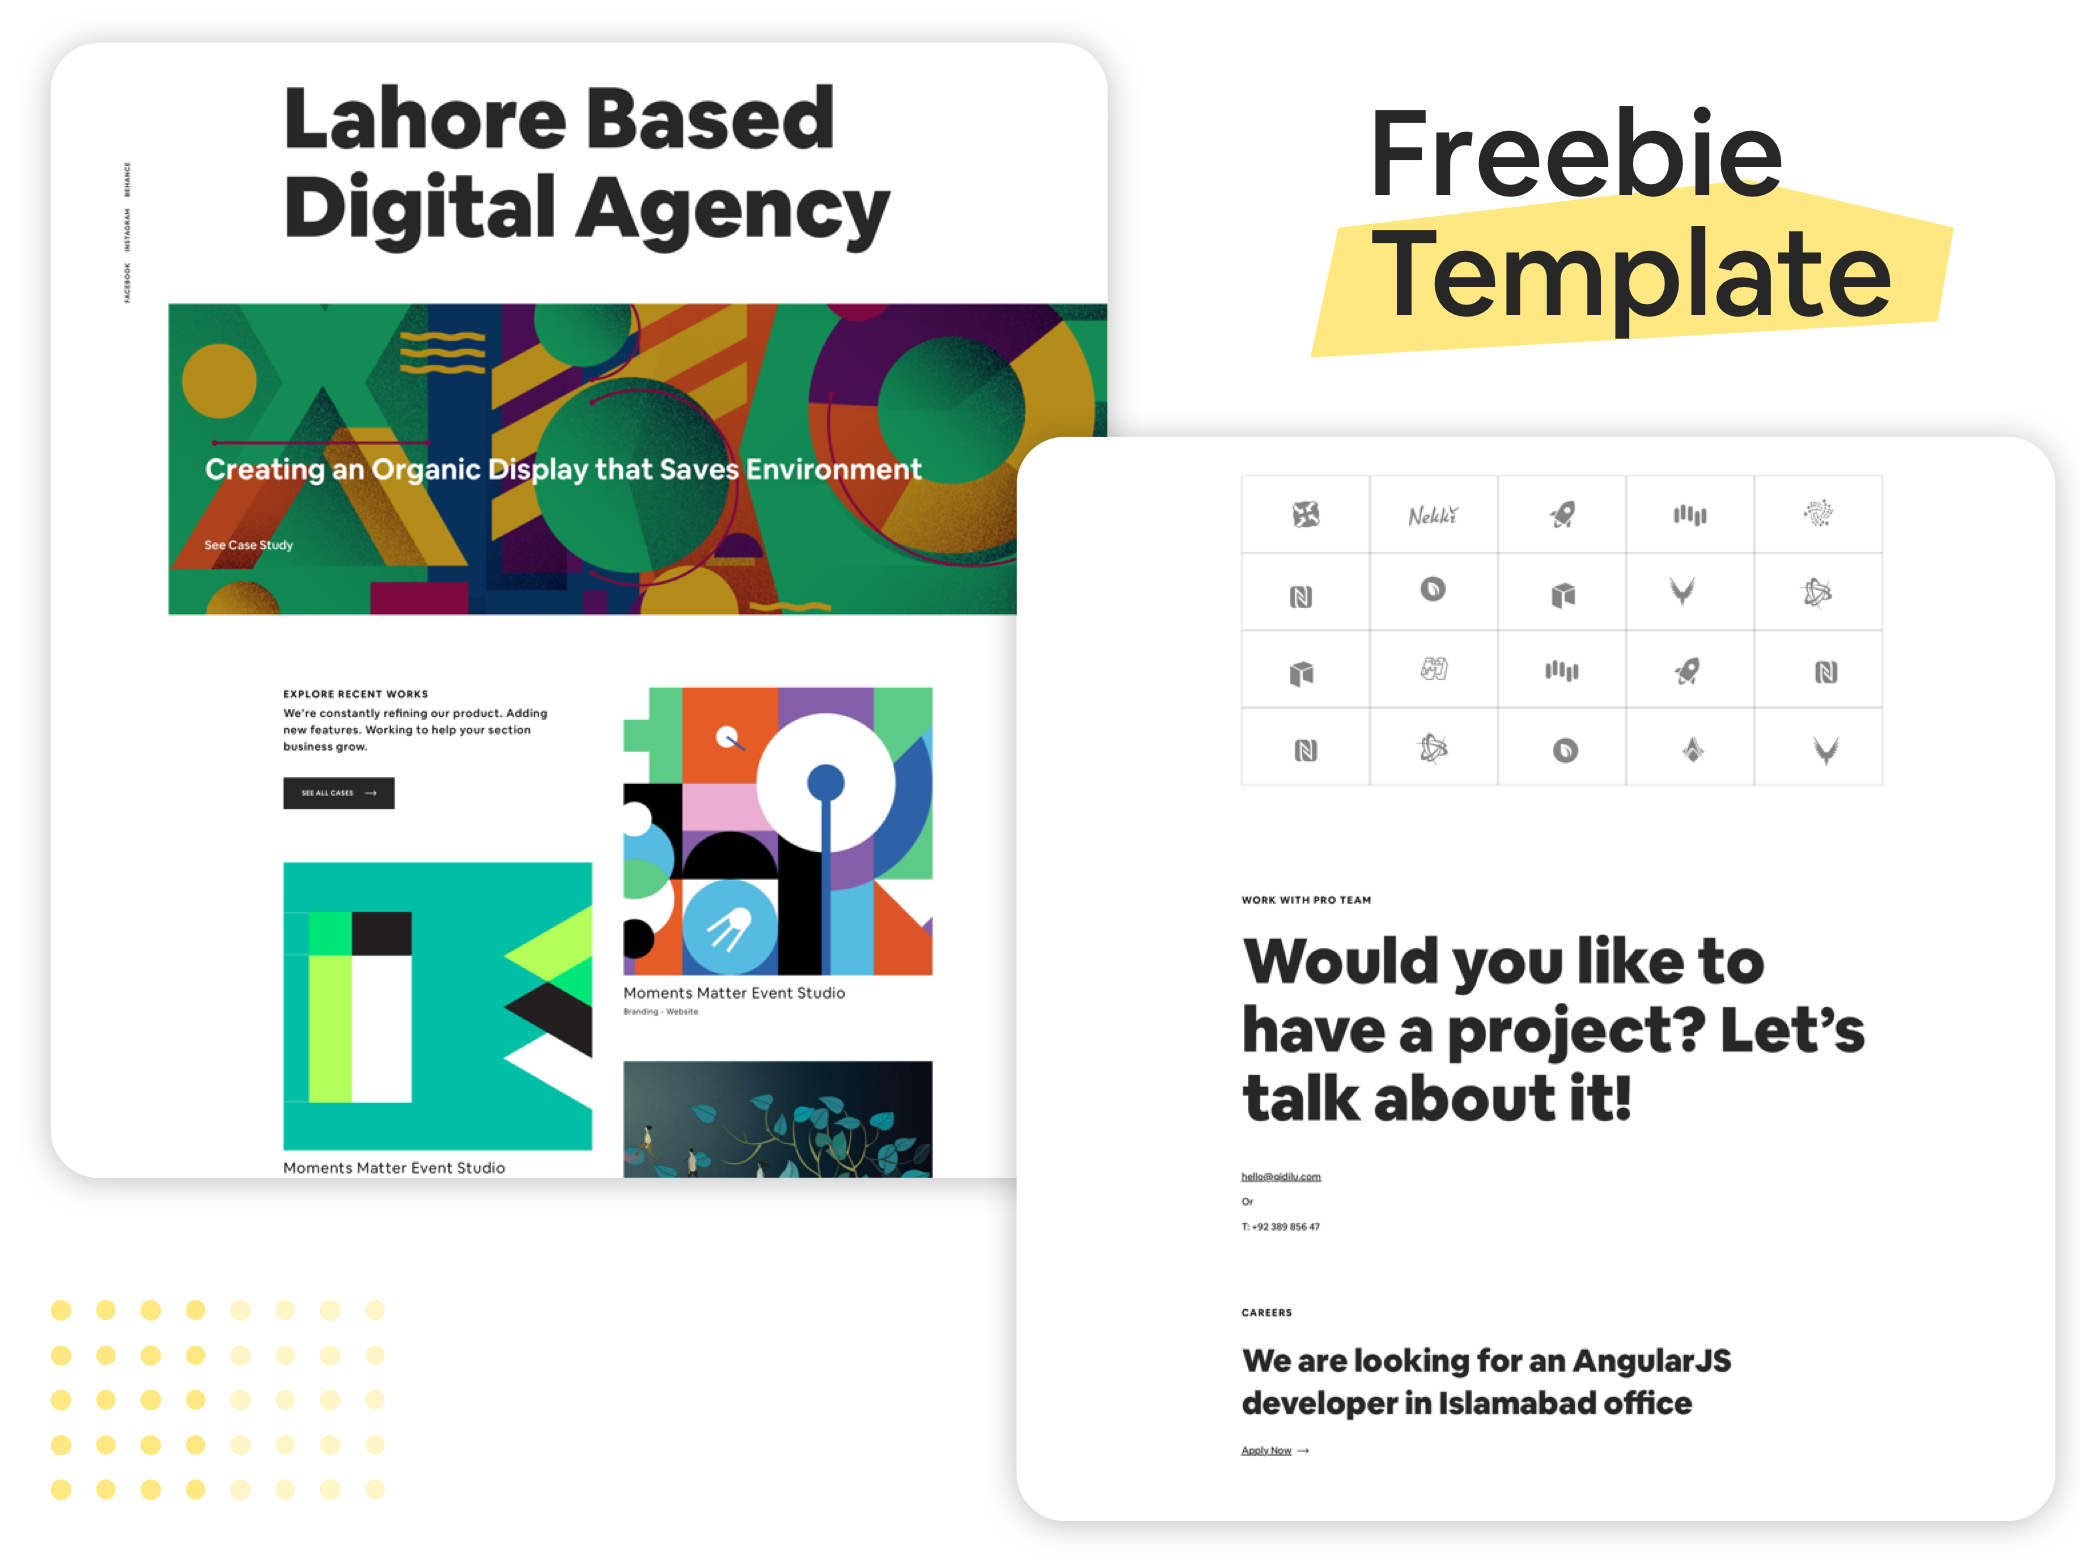 Lahore Based
Digital Agency
BEHANCE
INSTAGRAM
FACEBOOK
Creating an Organic Display that Saves Environment
See Case Study
EXPLORE RECENT WORKS
We're constantly refining our product. Adding
new features. Working to help your section
business grow.
SEE ALL CASES
Moments Matter Event Studio
Moments Matter Event Studio
Branding - Website
Freebie
Template
Nekki
WORK WITH PRO TEAM
Would you like to
have a project? Let’s
talk about it!
hello@gidilu.com
Or
T: +92 389 856 47
CAREERS
We are looking for an AngularJS
developer in Islamabad office
Apply Now